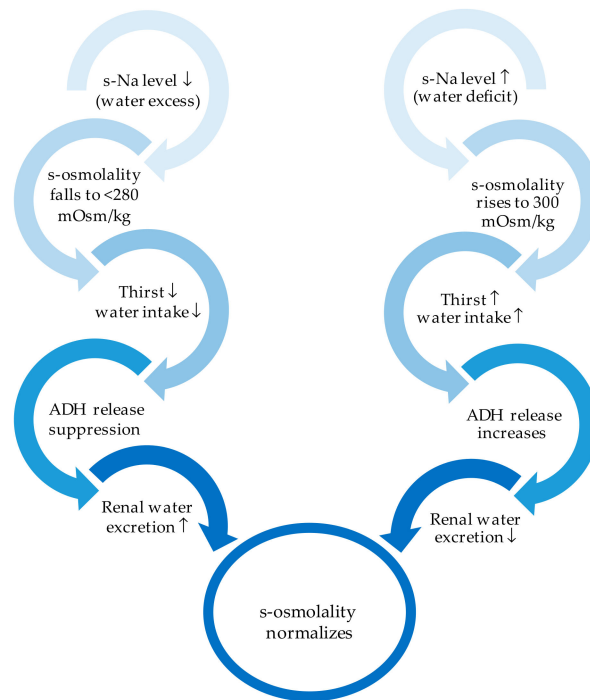 s-Na level ↓
(water excess)
s-osmolality
falls to <280
mOsm/kg
Thirst ↓
water intake ↓
ADH release
suppression
Renal water
excretion ↑
s-Na level ↑
(water deficit)
s-osmolality
rises to 300
mOsm/kg
Thirst ↑
water intake ↑
ADH release
increases
Renal water
excretion ↓
s-osmolality
normalizes